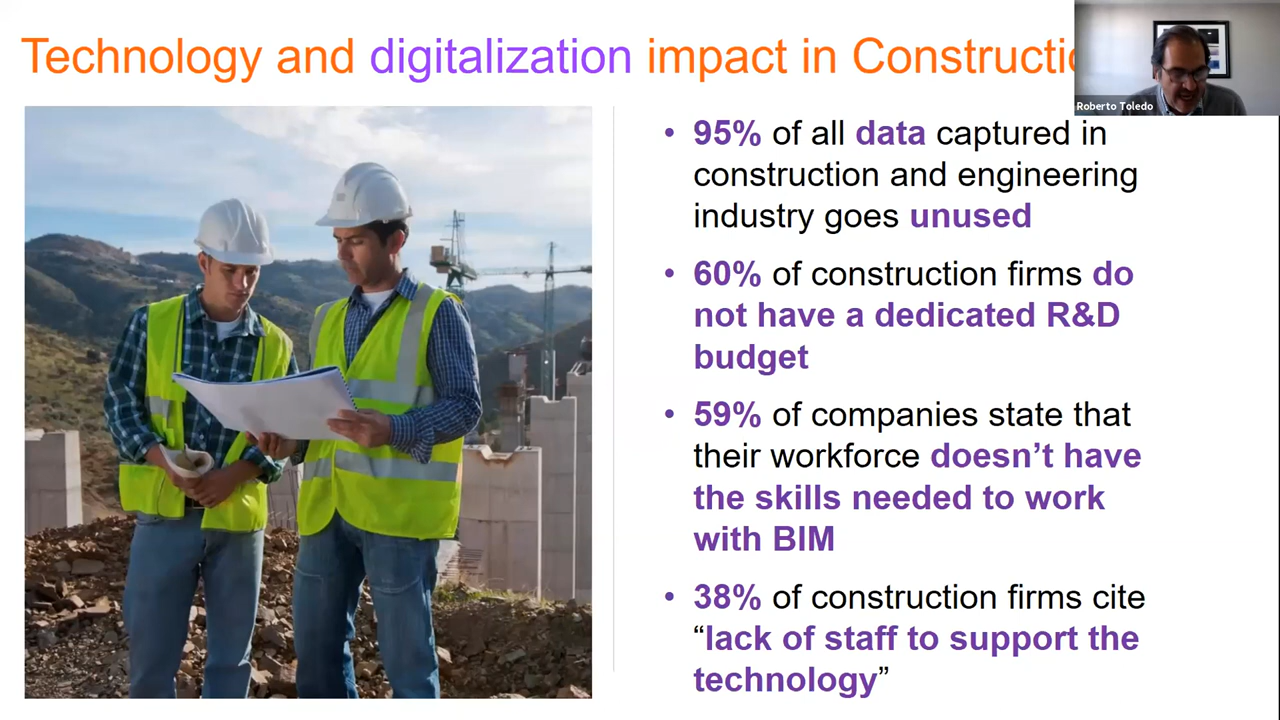 Technology and digitalization impact in Constructi
Roberto Toledo
• 95% of all data captured in
construction and engineering
industry goes unused
• 60% of construction firms do
not have a dedicated R&D
budget
• 59% of companies state that
their workforce doesn’t have
the skills needed to work
with BIM
• 38% of construction firms cite
“lack of staff to support the
technology”